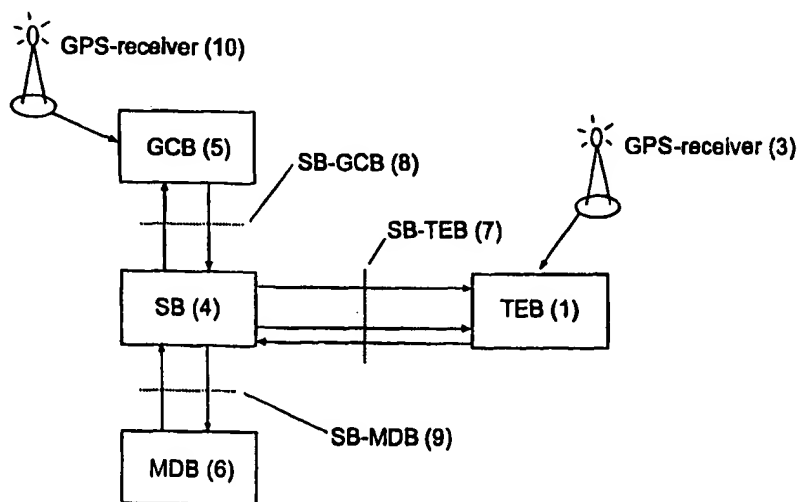 GPS-receiver (10)
GCB (5)
GPS-receiver (3)
SB-GCB (8)
SB-TEB (7)
SB (4)
TEB (1)
SB-MDB (9)
MDB (6)